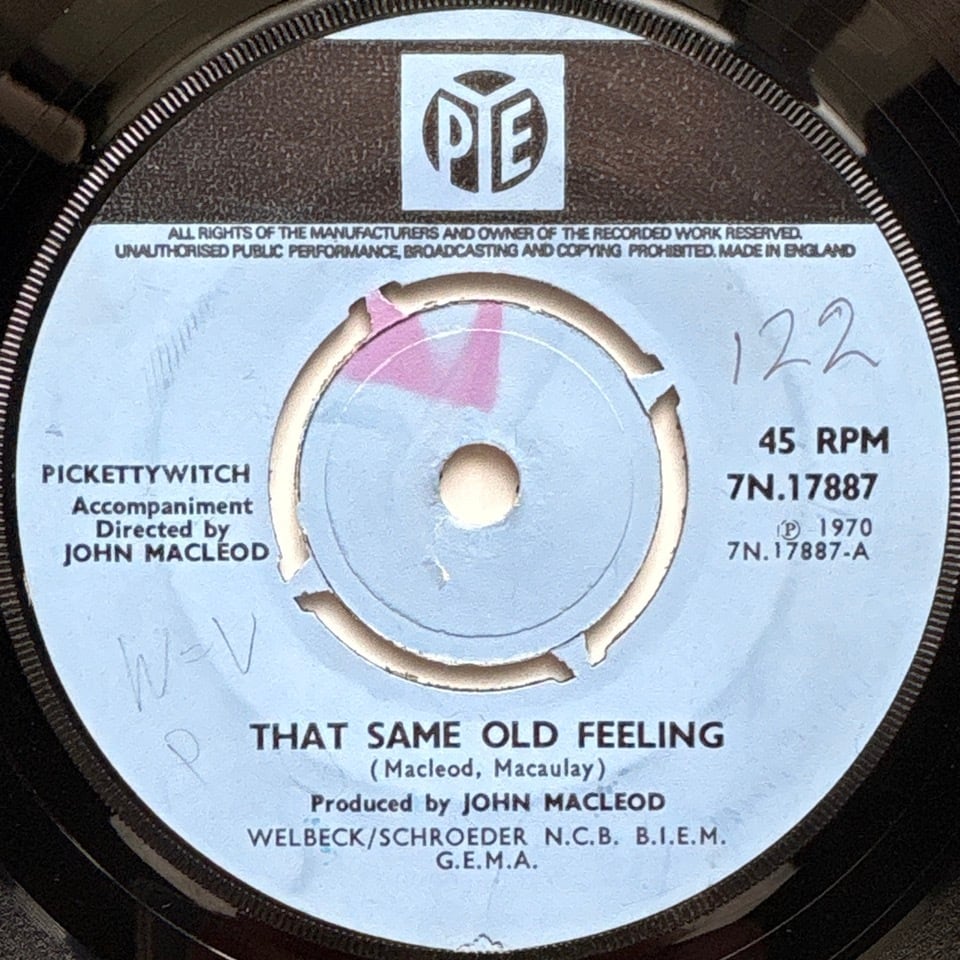 PYE
ALL RIGHTS OF THE MANUFACTURERS AND OWNER OF THE RECORDED WORK RESERVED.
UNAUTHORISED PUBLIC PERFORMANCE, BROADCASTING AND COPYING PROHIBITED. MADE IN ENGLAND
122
45 RPM
7N.17887
℗ 1970
7N.17887-A
PICKETTYWITCH
Accompaniment
Directed by
JOHN MACLEOD
W=V
P
THAT SAME OLD FEELING
(Macleod, Macaulay)
Produced by JOHN MACLEOD
WELBECK/SCHROEDER N.C.B. B.I.E.M.
G.E.M.A.